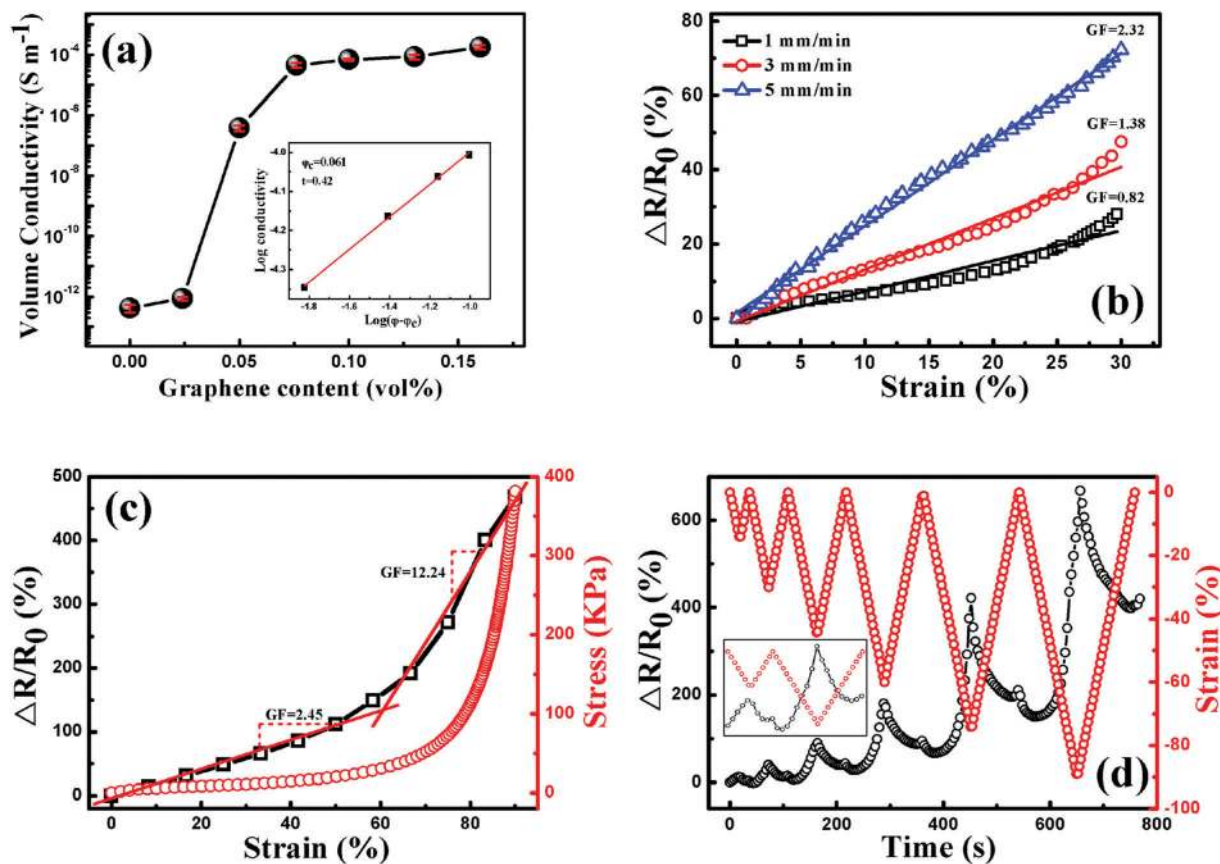 (a)
Volume Conductivity (S m⁻¹)
10⁻⁴
10⁻⁶
10⁻⁸
10⁻¹⁰
10⁻¹²
0.00 0.05 0.10 0.15
Graphene content (vol%)
φc=0.061
t=0.42
Log conductivity
-4.0
-4.1
-4.2
-4.3
-1.8 -1.6 -1.4 -1.2 -1.0
Log(φ-φc)
(b)
△R/R₀ (%)
80
60
40
20
0
1 mm/min
3 mm/min
5 mm/min
GF=2.32
GF=1.38
GF=0.82
0 5 10 15 20 25 30
Strain (%)
(c)
△R/R₀ (%)
500
400
300
200
100
0
GF=12.24
GF=2.45
0 20 40 60 80
Strain (%)
400
300
200
100
0
Stress (KPa)
(d)
△R/R₀ (%)
600
400
200
0
0 200 400 600 800
Time (s)
0
-20
-40
-60
-80
-100
Strain (%)